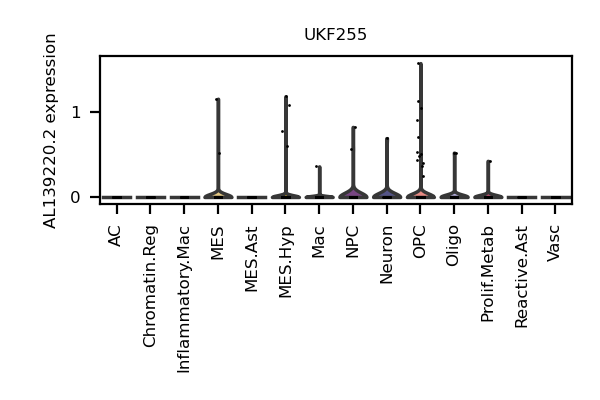 UKF255
AL139220.2 expression
1
0
AC
Chromatin.Reg
Inflammatory.Mac
MES
MES.Ast
MES.Hyp
Mac
NPC
Neuron
OPC
Oligo
Prolif.Metab
Reactive.Ast
Vasc